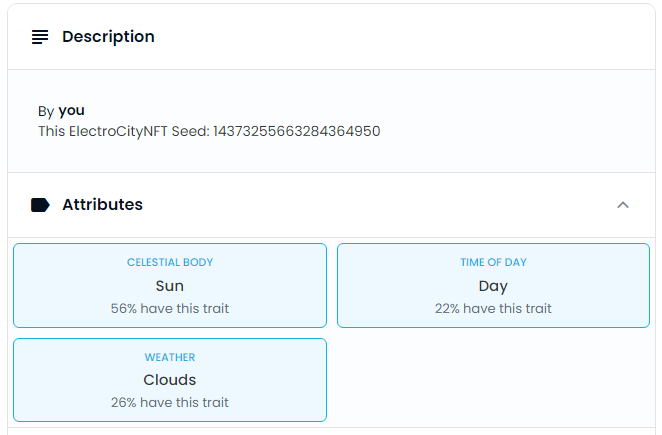 Description
By you
This ElectroCityNFT Seed: 14373255663284364950
Attributes
CELESTIAL BODY
Sun
56% have this trait
TIME OF DAY
Day
22% have this trait
WEATHER
Clouds
26% have this trait